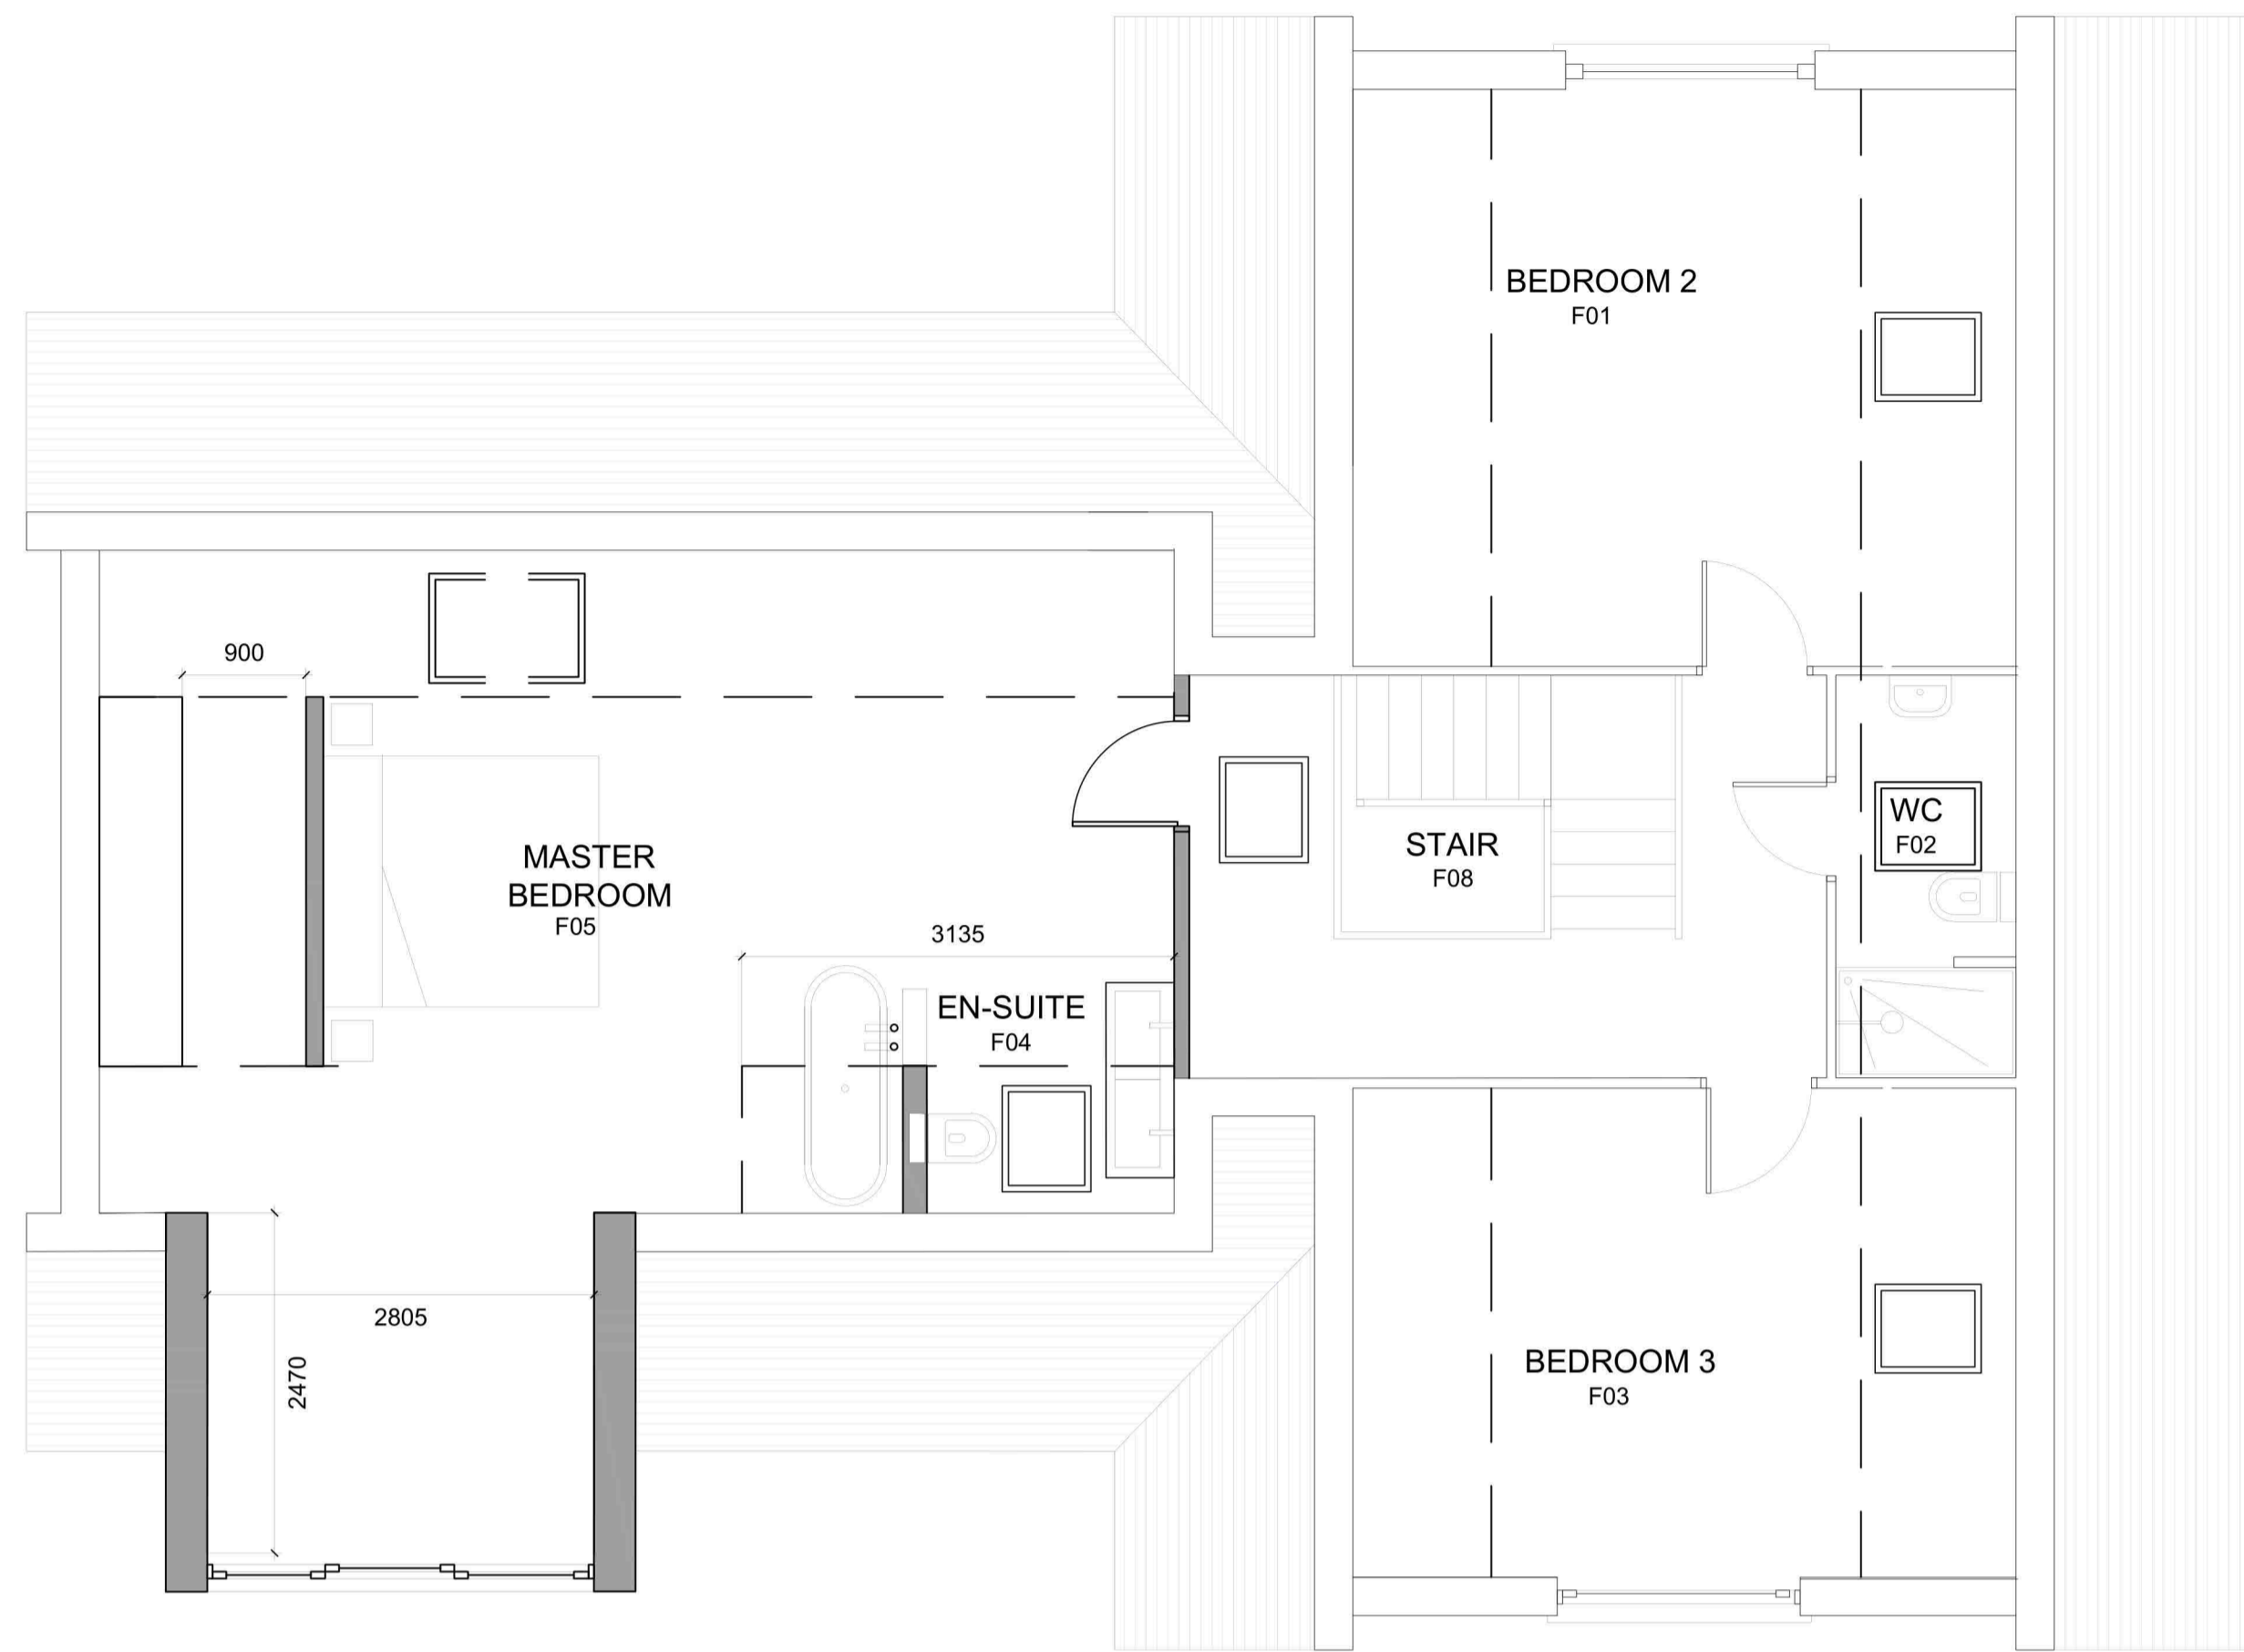 BEDROOM 2
F01
900
MASTER
BEDROOM
F05
3135
EN-SUITE
F04
STAIR
F08
WC
F02
2805
2470
BEDROOM 3
F03